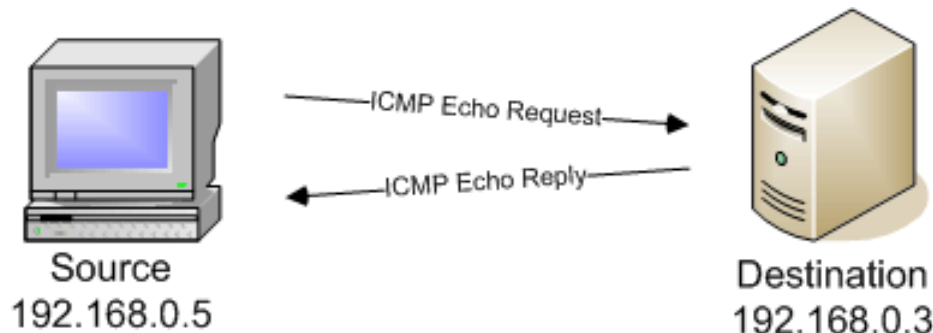 ICMP Echo Request
ICMP Echo Reply
Source
192.168.0.5
Destination
192.168.0.3